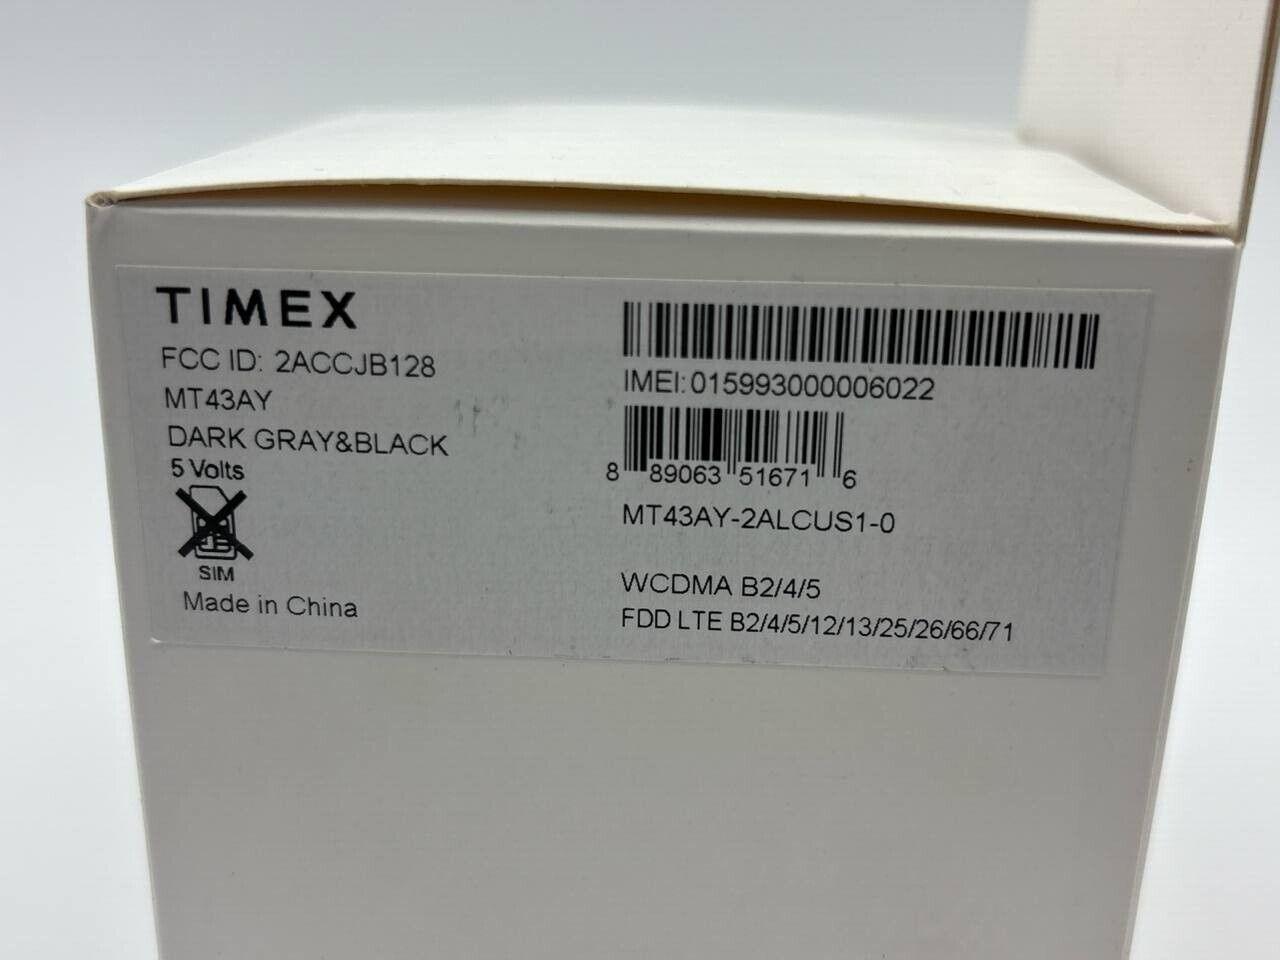 TIMEX
FCC ID: 2ACCJB128
MT43AY
DARK GRAY&BLACK
5 Volts
SIM
Made in China
IMEI: 015993000006022
8 89063 51671 6
MT43AY-2ALCUS1-0
WCDMA B2/4/5
FDD LTE B2/4/5/12/13/25/26/66/71